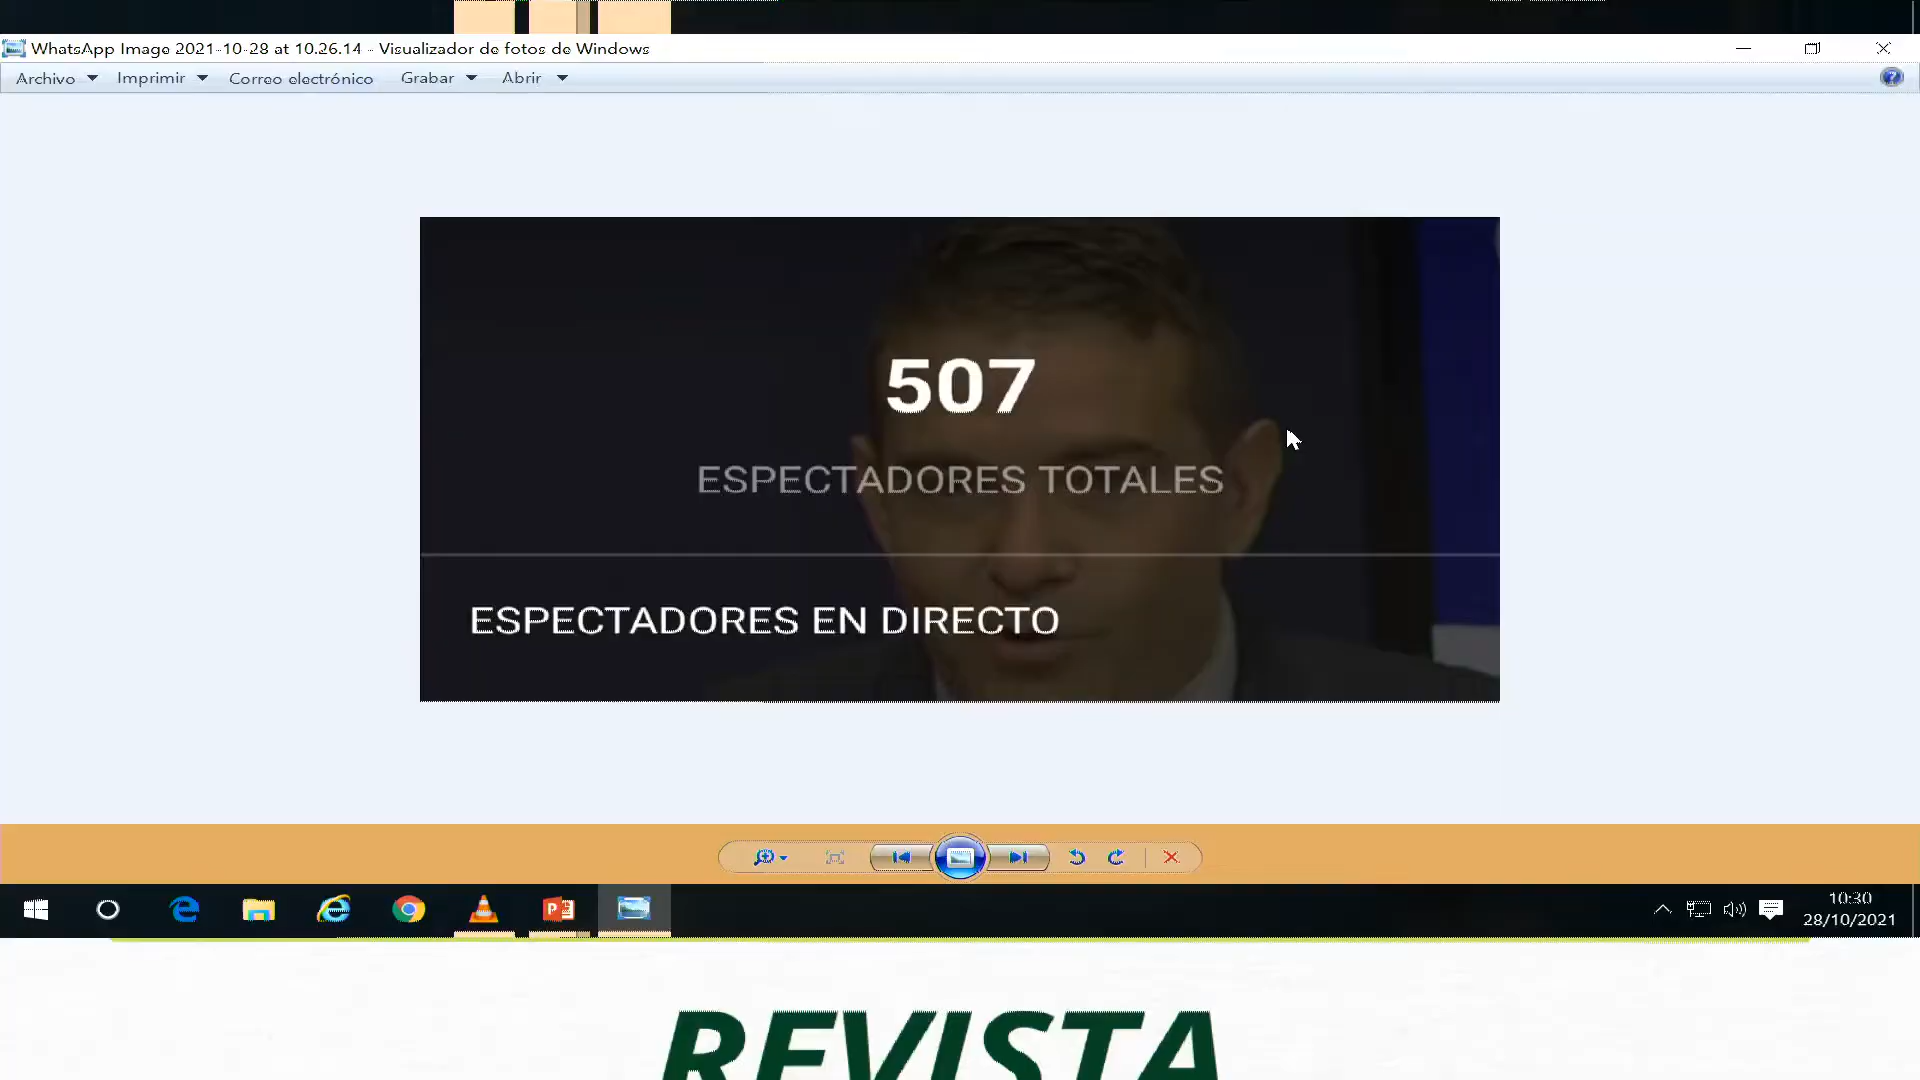 WhatsApp Image 2021-10-28 at 10.26.14 - Visualizador de fotos de Windows
Archivo Imprimir Correo electrónico Grabar Abrir
507
ESPECTADORES TOTALES
ESPECTADORES EN DIRECTO
10:30
28/10/2021
REVISTA